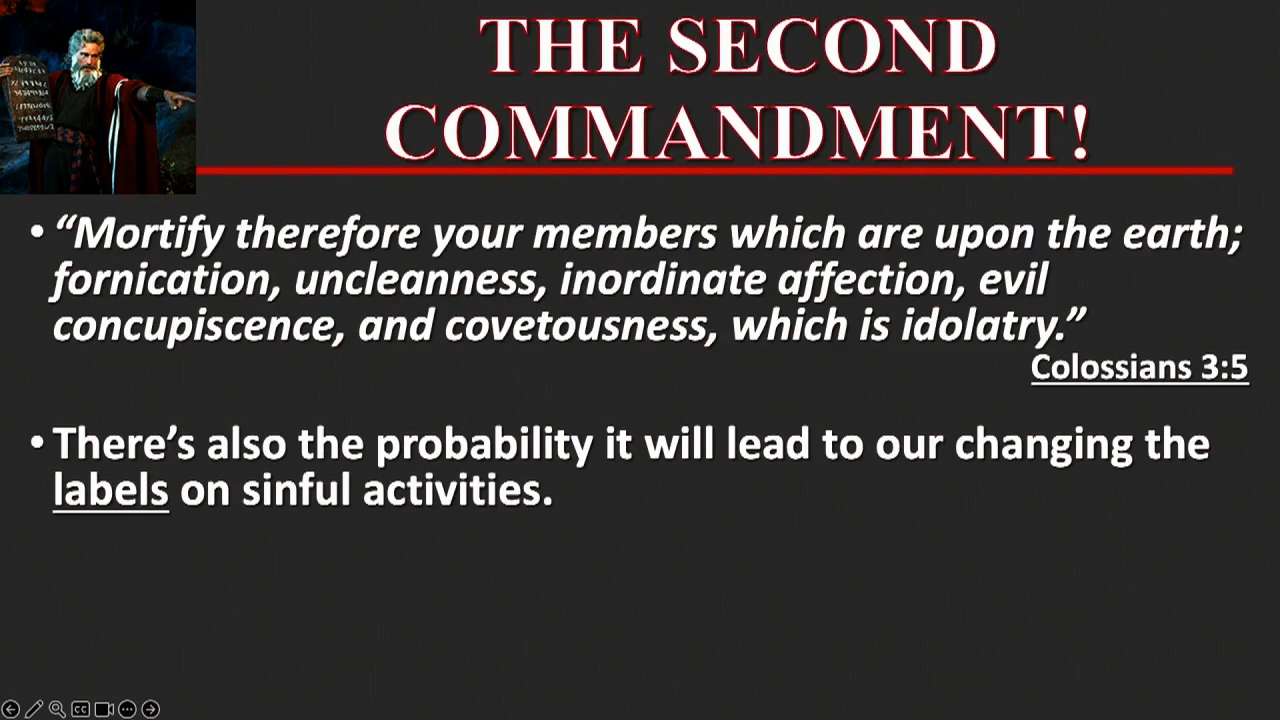 THE SECOND
COMMANDMENT!
• “Mortify therefore your members which are upon the earth;
fornication, uncleanness, inordinate affection, evil
concupiscence, and covetousness, which is idolatry.”
Colossians 3:5
• There’s also the probability it will lead to our changing the
labels on sinful activities.
CC